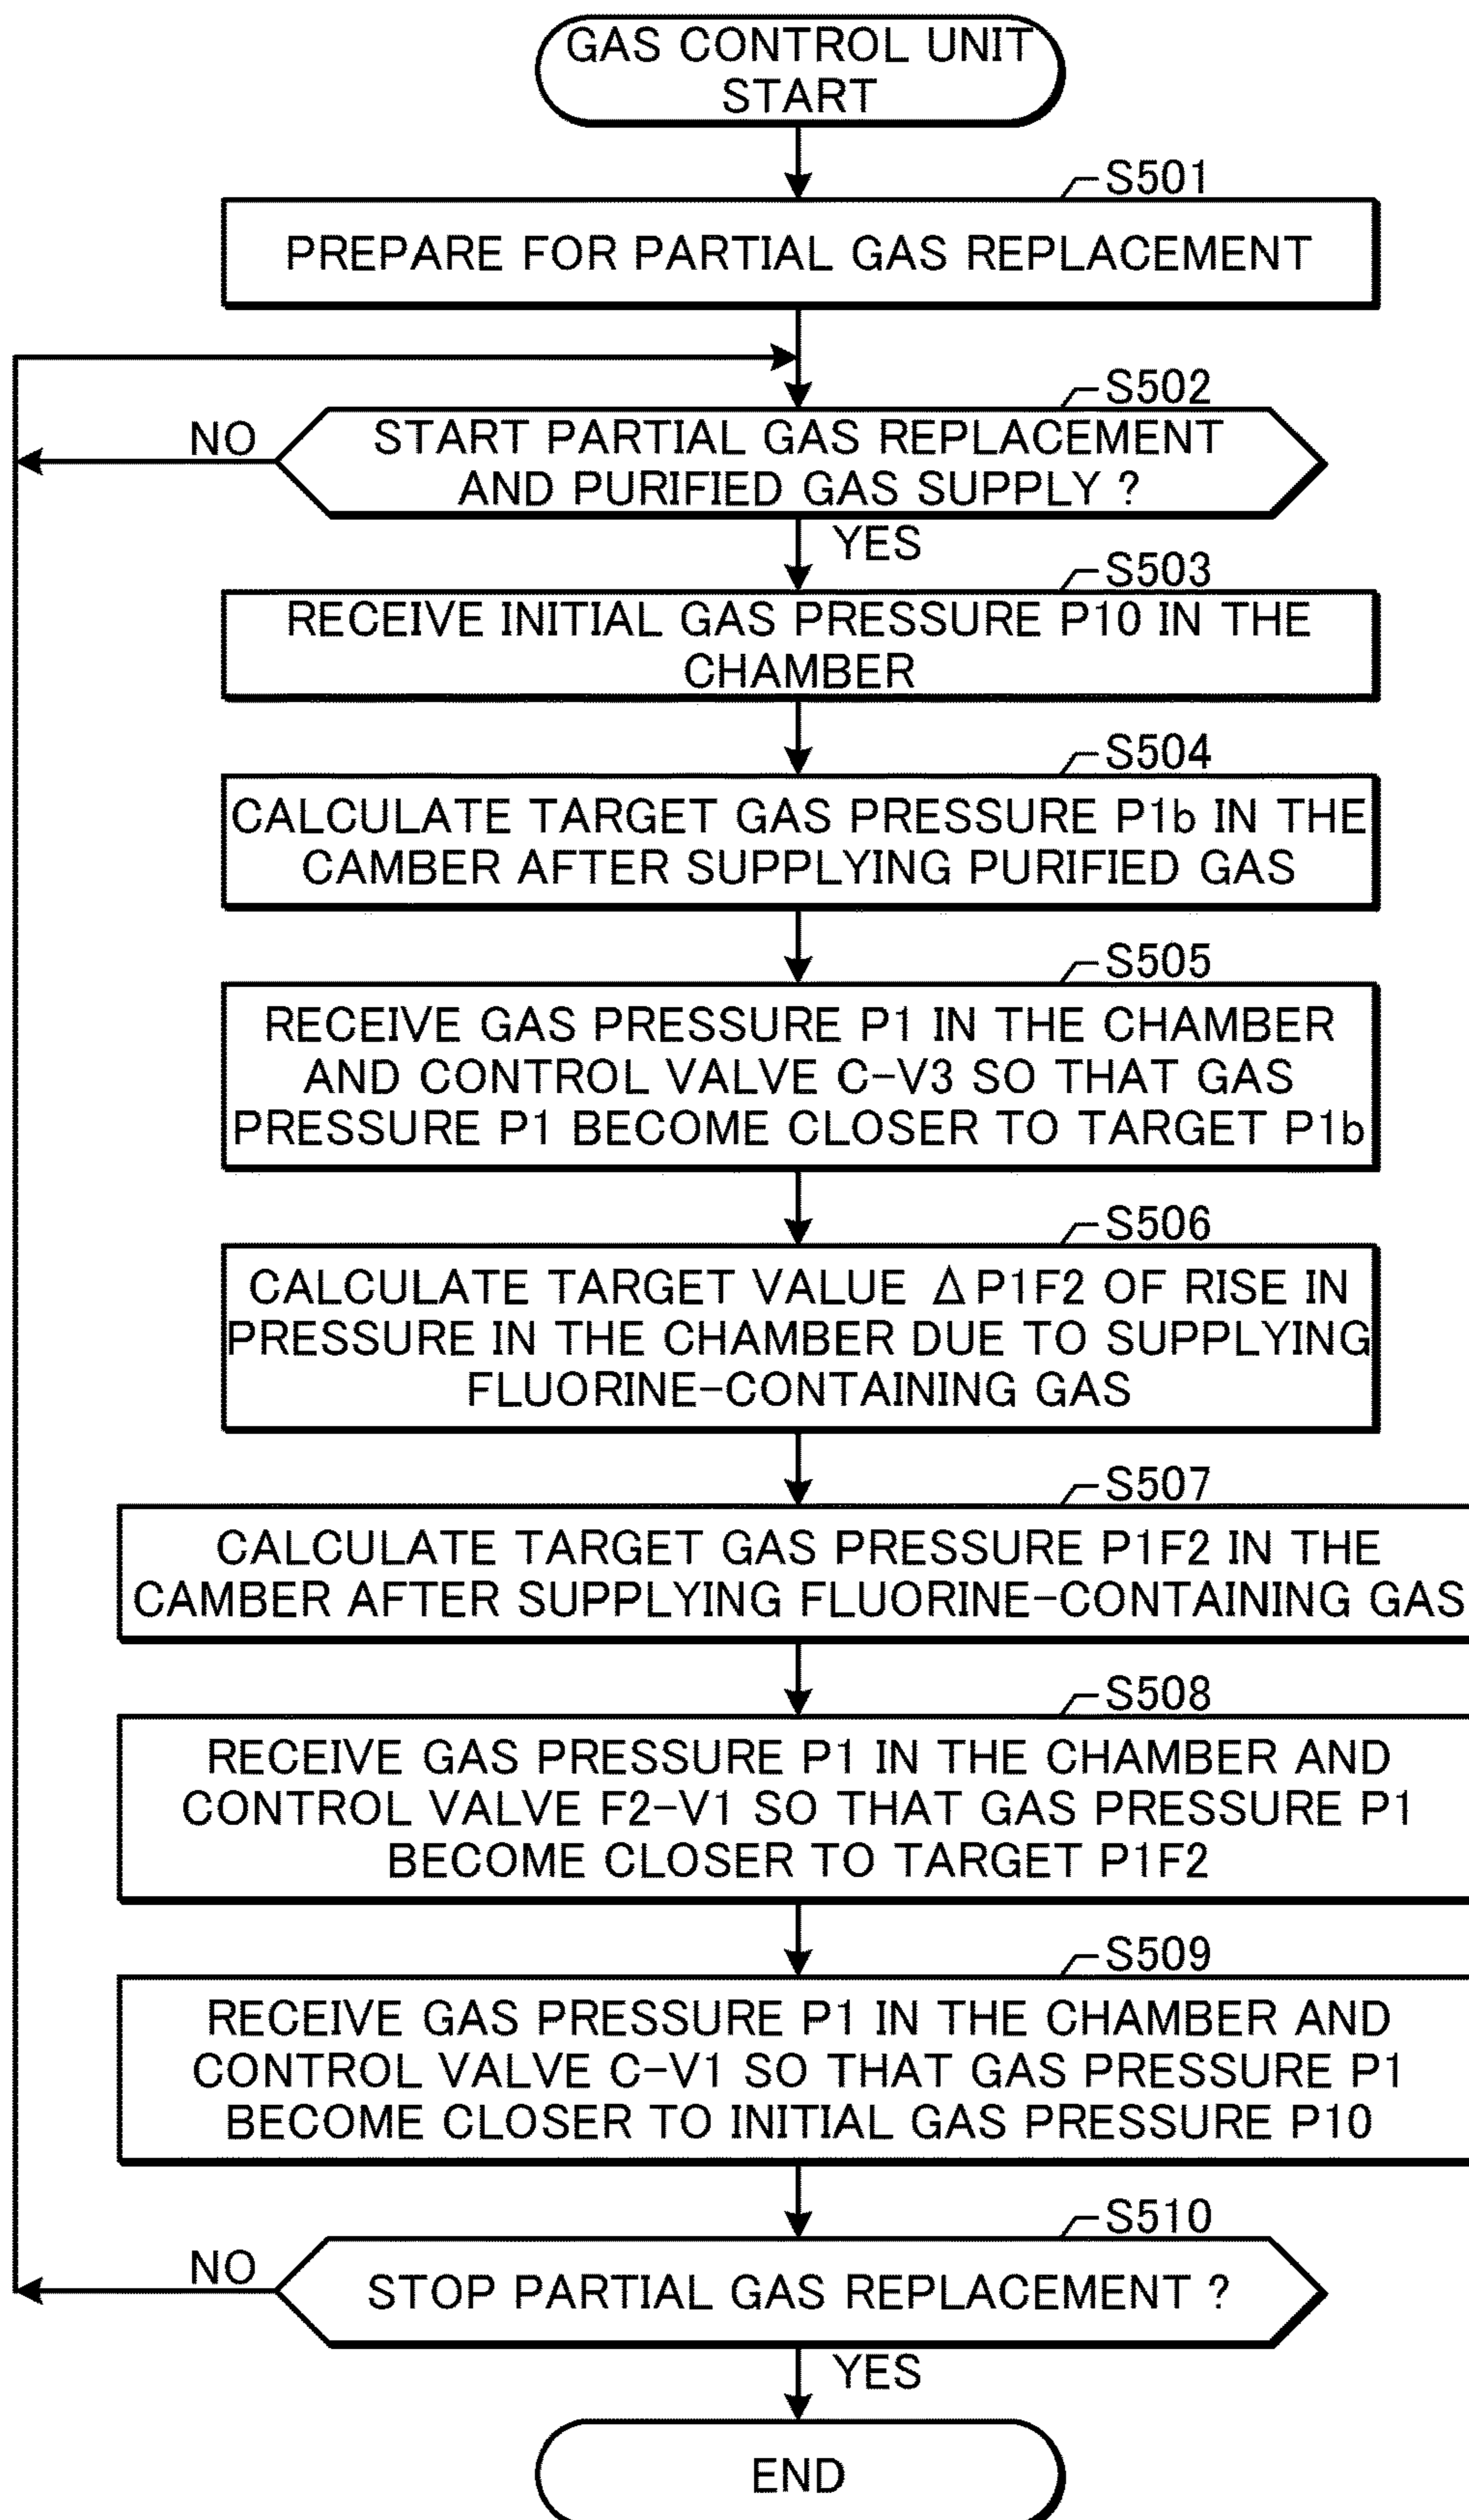 GAS CONTROL UNIT
START
S501
PREPARE FOR PARTIAL GAS REPLACEMENT
S502
NO
START PARTIAL GAS REPLACEMENT
AND PURIFIED GAS SUPPLY ?
YES
S503
RECEIVE INITIAL GAS PRESSURE P10 IN THE
CHAMBER
S504
CALCULATE TARGET GAS PRESSURE P1b IN THE
CAMBER AFTER SUPPLYING PURIFIED GAS
S505
RECEIVE GAS PRESSURE P1 IN THE CHAMBER
AND CONTROL VALVE C-V3 SO THAT GAS
PRESSURE P1 BECOME CLOSER TO TARGET P1b
S506
CALCULATE TARGET VALUE ΔP1F2 OF RISE IN
PRESSURE IN THE CHAMBER DUE TO SUPPLYING
FLUORINE-CONTAINING GAS
S507
CALCULATE TARGET GAS PRESSURE P1F2 IN THE
CAMBER AFTER SUPPLYING FLUORINE-CONTAINING GAS
S508
RECEIVE GAS PRESSURE P1 IN THE CHAMBER AND
CONTROL VALVE F2-V1 SO THAT GAS PRESSURE P1
BECOME CLOSER TO TARGET P1F2
S509
RECEIVE GAS PRESSURE P1 IN THE CHAMBER AND
CONTROL VALVE C-V1 SO THAT GAS PRESSURE P1
BECOME CLOSER TO INITIAL GAS PRESSURE P10
S510
NO
STOP PARTIAL GAS REPLACEMENT ?
YES
END